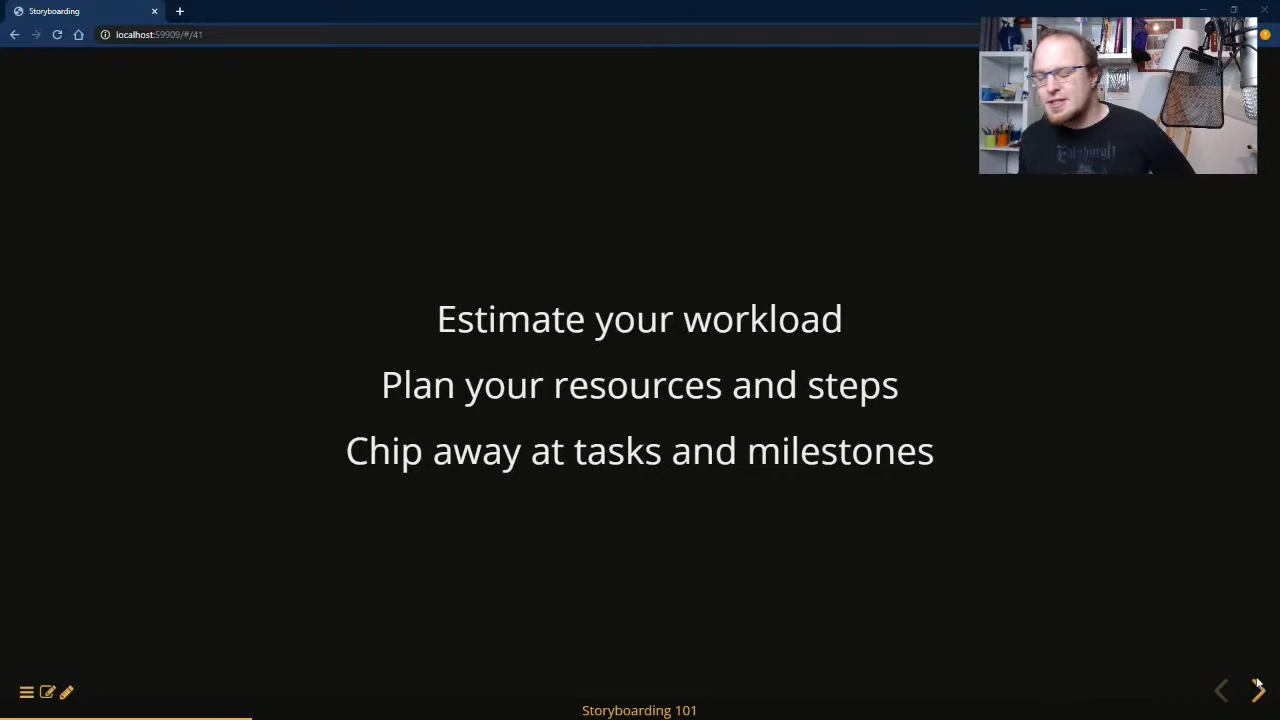 Storyboarding
localhost:59909/#/41
Edinburgh
Estimate your workload
Plan your resources and steps
Chip away at tasks and milestones
Storyboarding 101